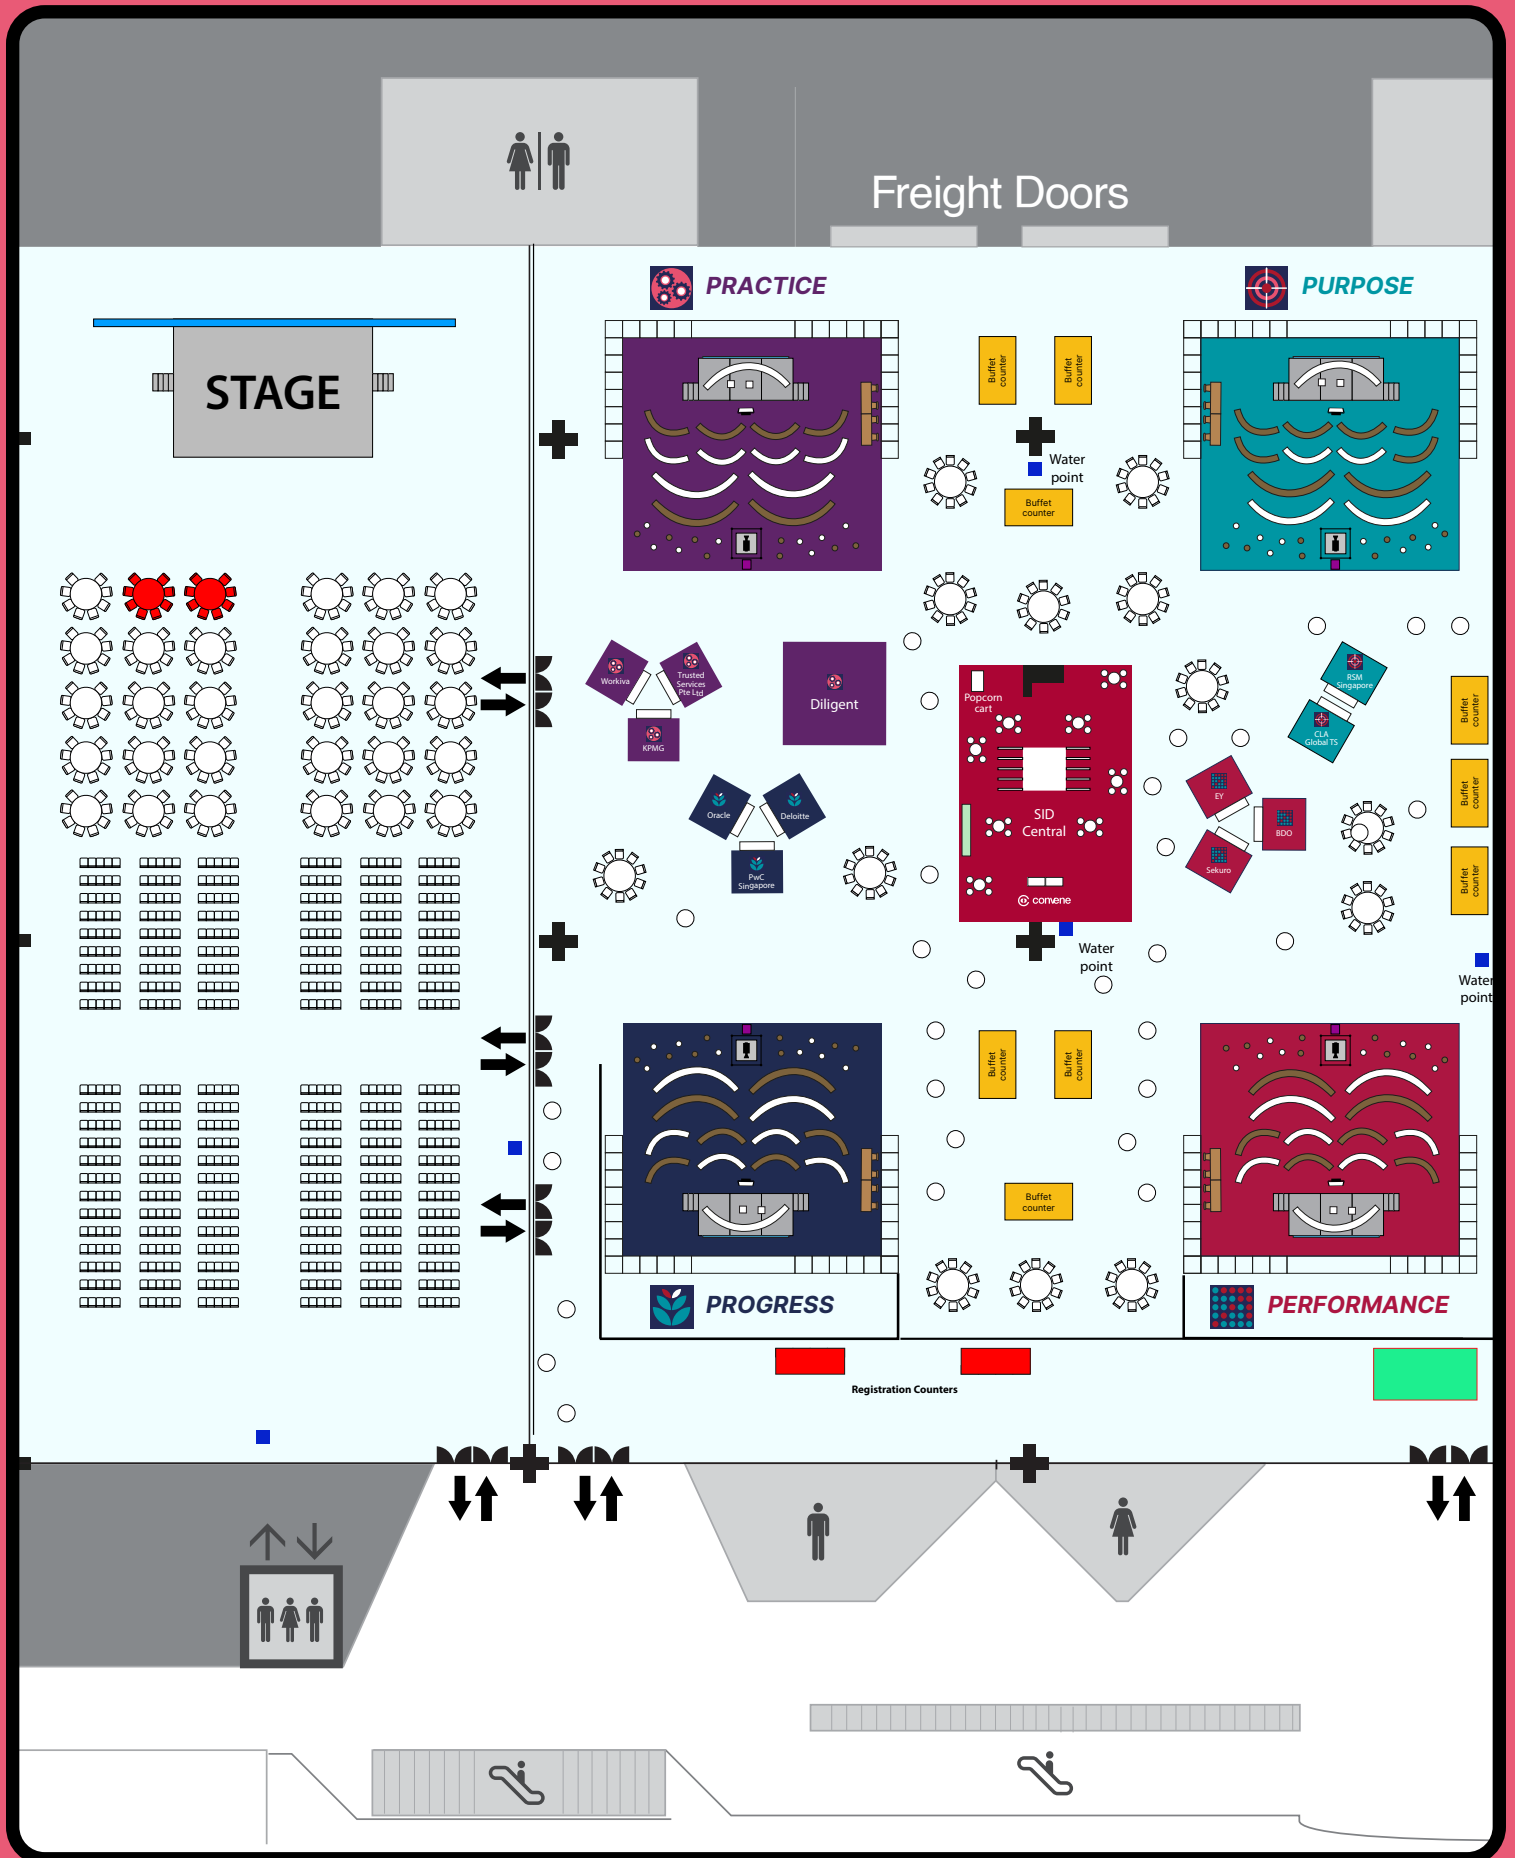 Freight Doors
PRACTICE
PURPOSE
STAGE
Buffet
counter
Buffet
counter
Water
point
Buffet
counter
Workiva
Trusted
Services
Pte Ltd
KPMG
Diligent
Popcorn
cart
RSM
Singapore
CLA
Global TS
Buffet
counter
Oracle
Deloitte
PwC
Singapore
SID
Central
convene
EY
BDO
Sekuro
Buffet
counter
Buffet
counter
Water
point
Water
point
Buffet
counter
Buffet
counter
Buffet
counter
PROGRESS
PERFORMANCE
Registration Counters